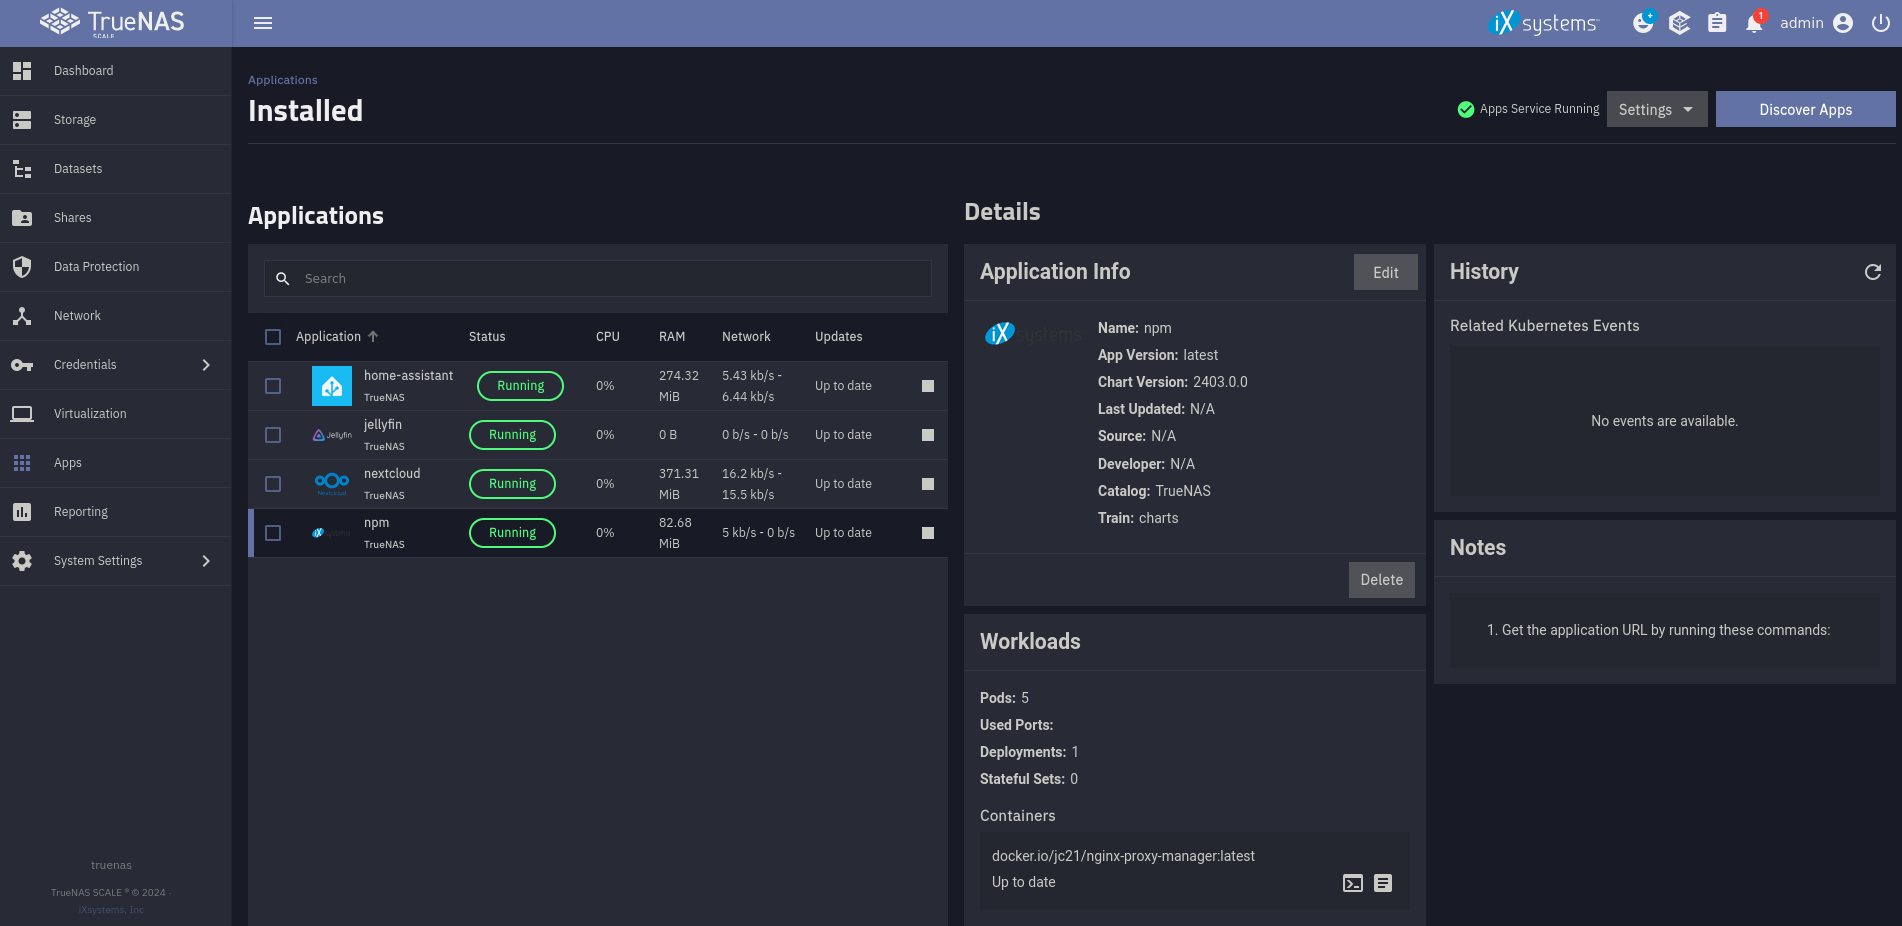 TrueNAS
SCALE
iXsystems
+
1
admin
Dashboard
Storage
Datasets
Shares
Data Protection
Network
Credentials
Virtualization
Apps
Reporting
System Settings
truenas
TrueNAS SCALE ® © 2024 -
iXsystems, Inc
Applications
Installed
Apps Service Running
Settings
Discover Apps
Applications
Search
Application Status CPU RAM Network Updates
home-assistant
TrueNAS
Running
0%
274.32
MiB
5.43 kb/s -
6.44 kb/s
Up to date
Jellyfin
jellyfin
TrueNAS
Running
0%
0 B
0 b/s - 0 b/s
Up to date
Nextcloud
nextcloud
TrueNAS
Running
0%
371.31
MiB
16.2 kb/s -
15.5 kb/s
Up to date
iXsystems
npm
TrueNAS
Running
0%
82.68
MiB
5 kb/s - 0 b/s
Up to date
Details
Application Info
Edit
iXsystems
Name: npm
App Version: latest
Chart Version: 2403.0.0
Last Updated: N/A
Source: N/A
Developer: N/A
Catalog: TrueNAS
Train: charts
Delete
Workloads
Pods: 5
Used Ports:
Deployments: 1
Stateful Sets: 0
Containers
docker.io/jc21/nginx-proxy-manager:latest
Up to date
History
Related Kubernetes Events
No events are available.
Notes
1. Get the application URL by running these commands: